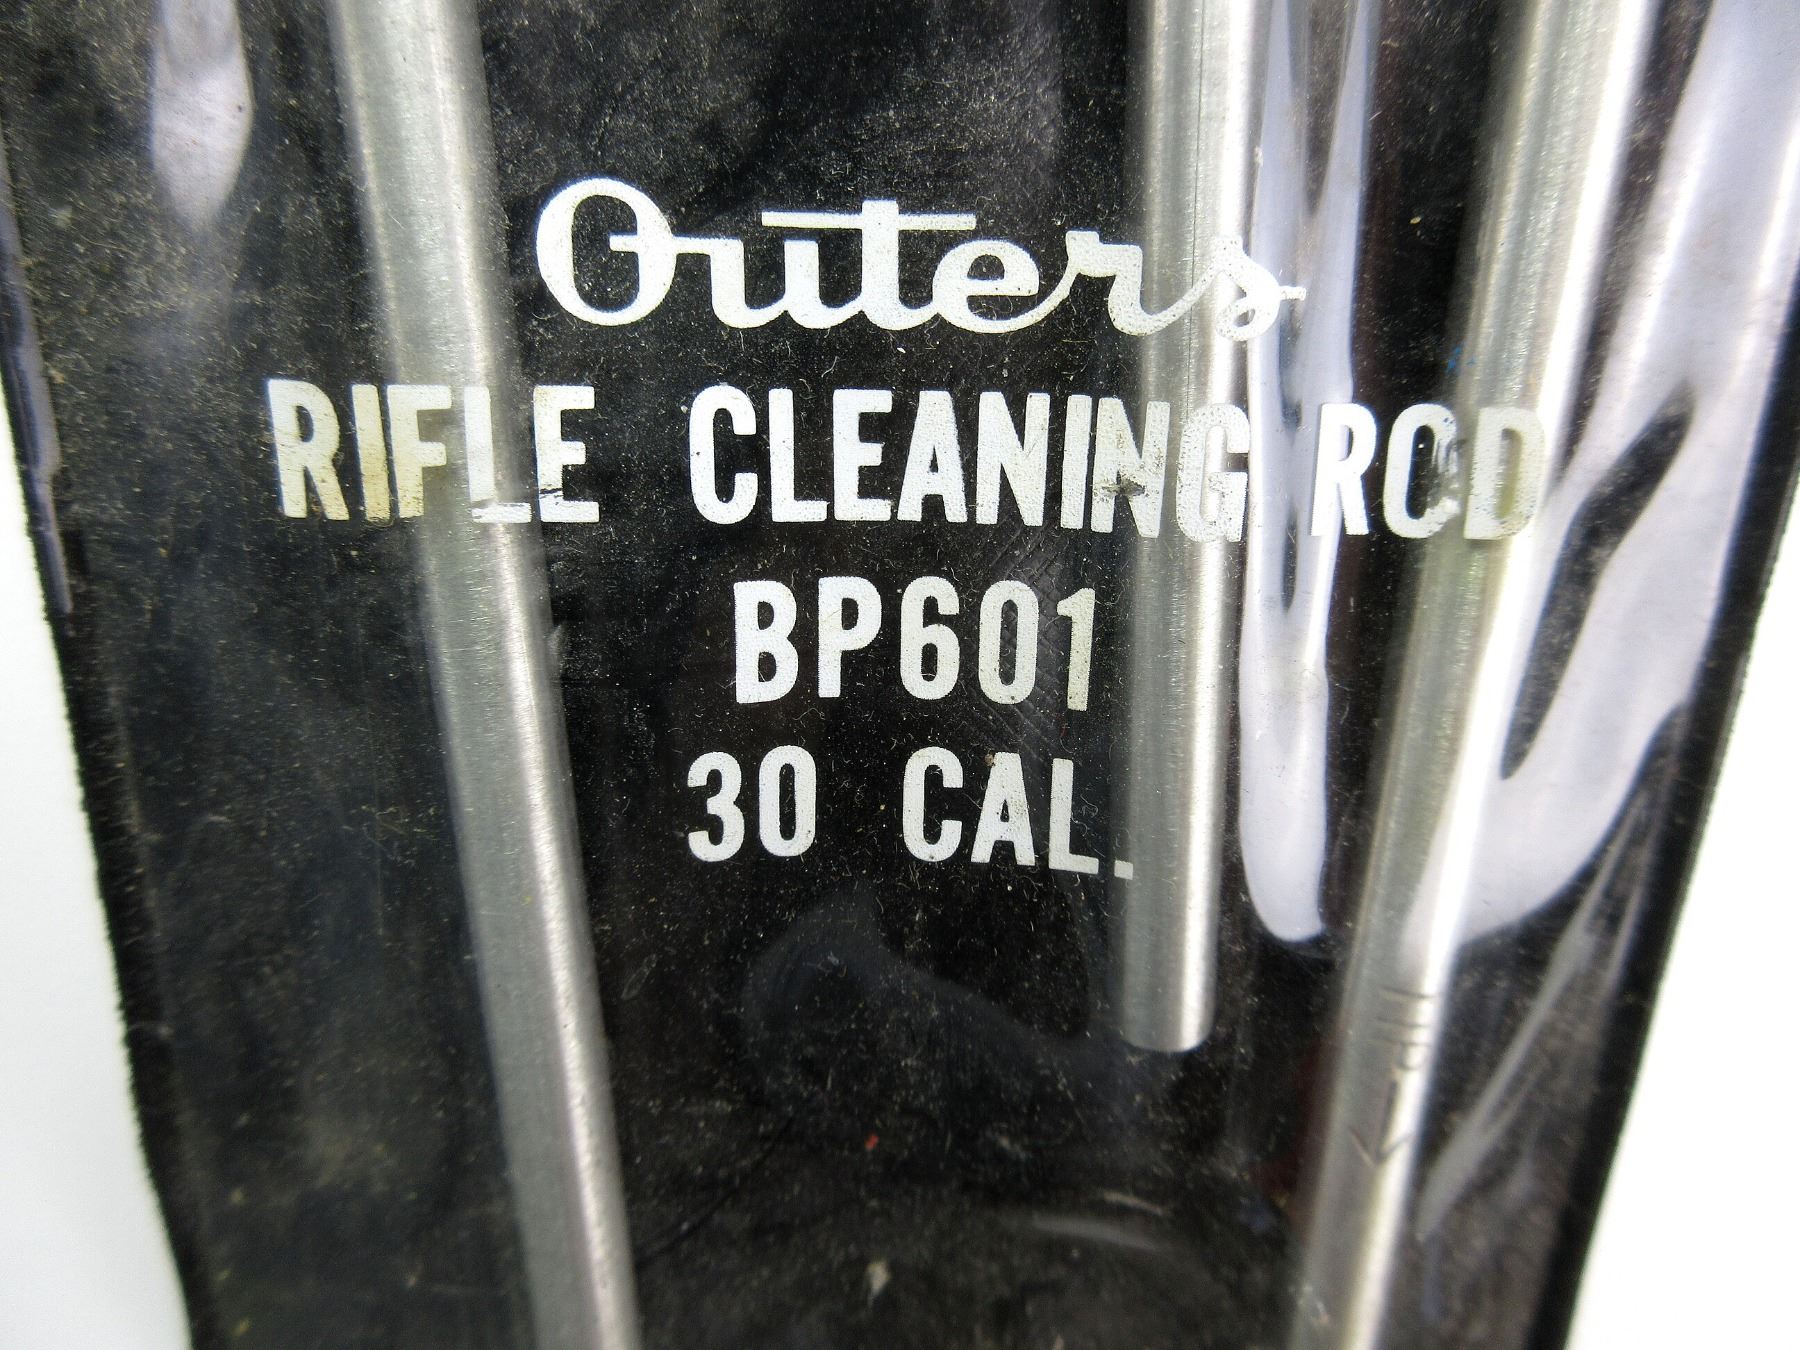 Outers
RIFLE CLEANING ROD
BP601
30 CAL.